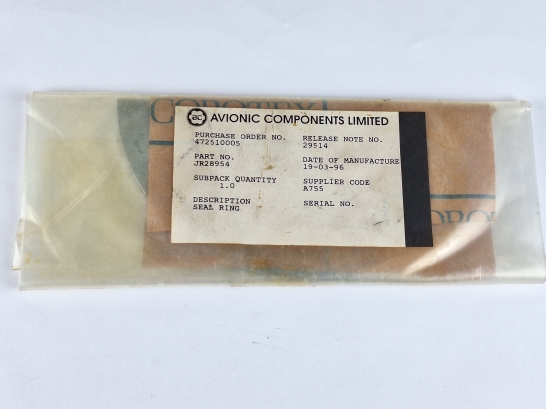 ac AVIONIC COMPONENTS LIMITED
PURCHASE ORDER NO. RELEASE NOTE NO.
472510005 29514
PART NO. DATE OF MANUFACTURE
JR28954 19-03-96
SUBPACK QUANTITY SUPPLIER CODE
1.0 A755
DESCRIPTION SERIAL NO.
SEAL RING